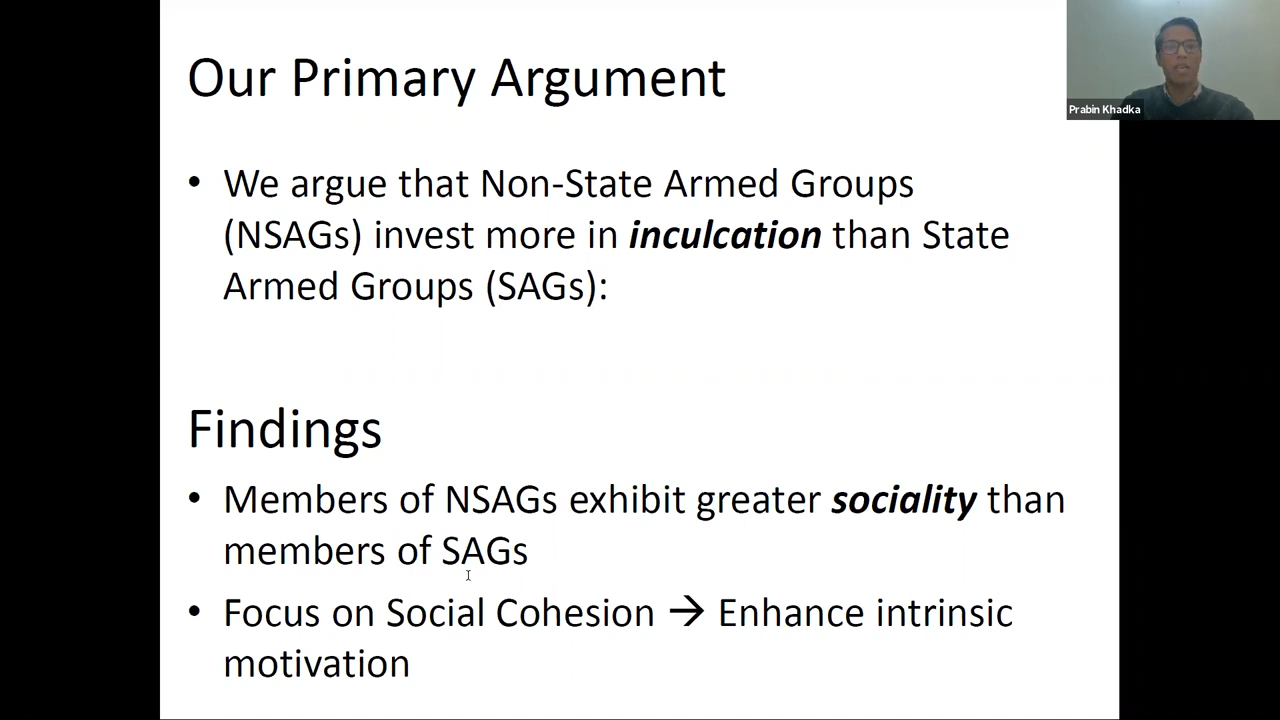 Our Primary Argument
Prabin Khadka
• We argue that Non-State Armed Groups
(NSAGs) invest more in inculcation than State
Armed Groups (SAGs):
Findings
• Members of NSAGs exhibit greater sociality than
members of SAGs
• Focus on Social Cohesion → Enhance intrinsic
motivation